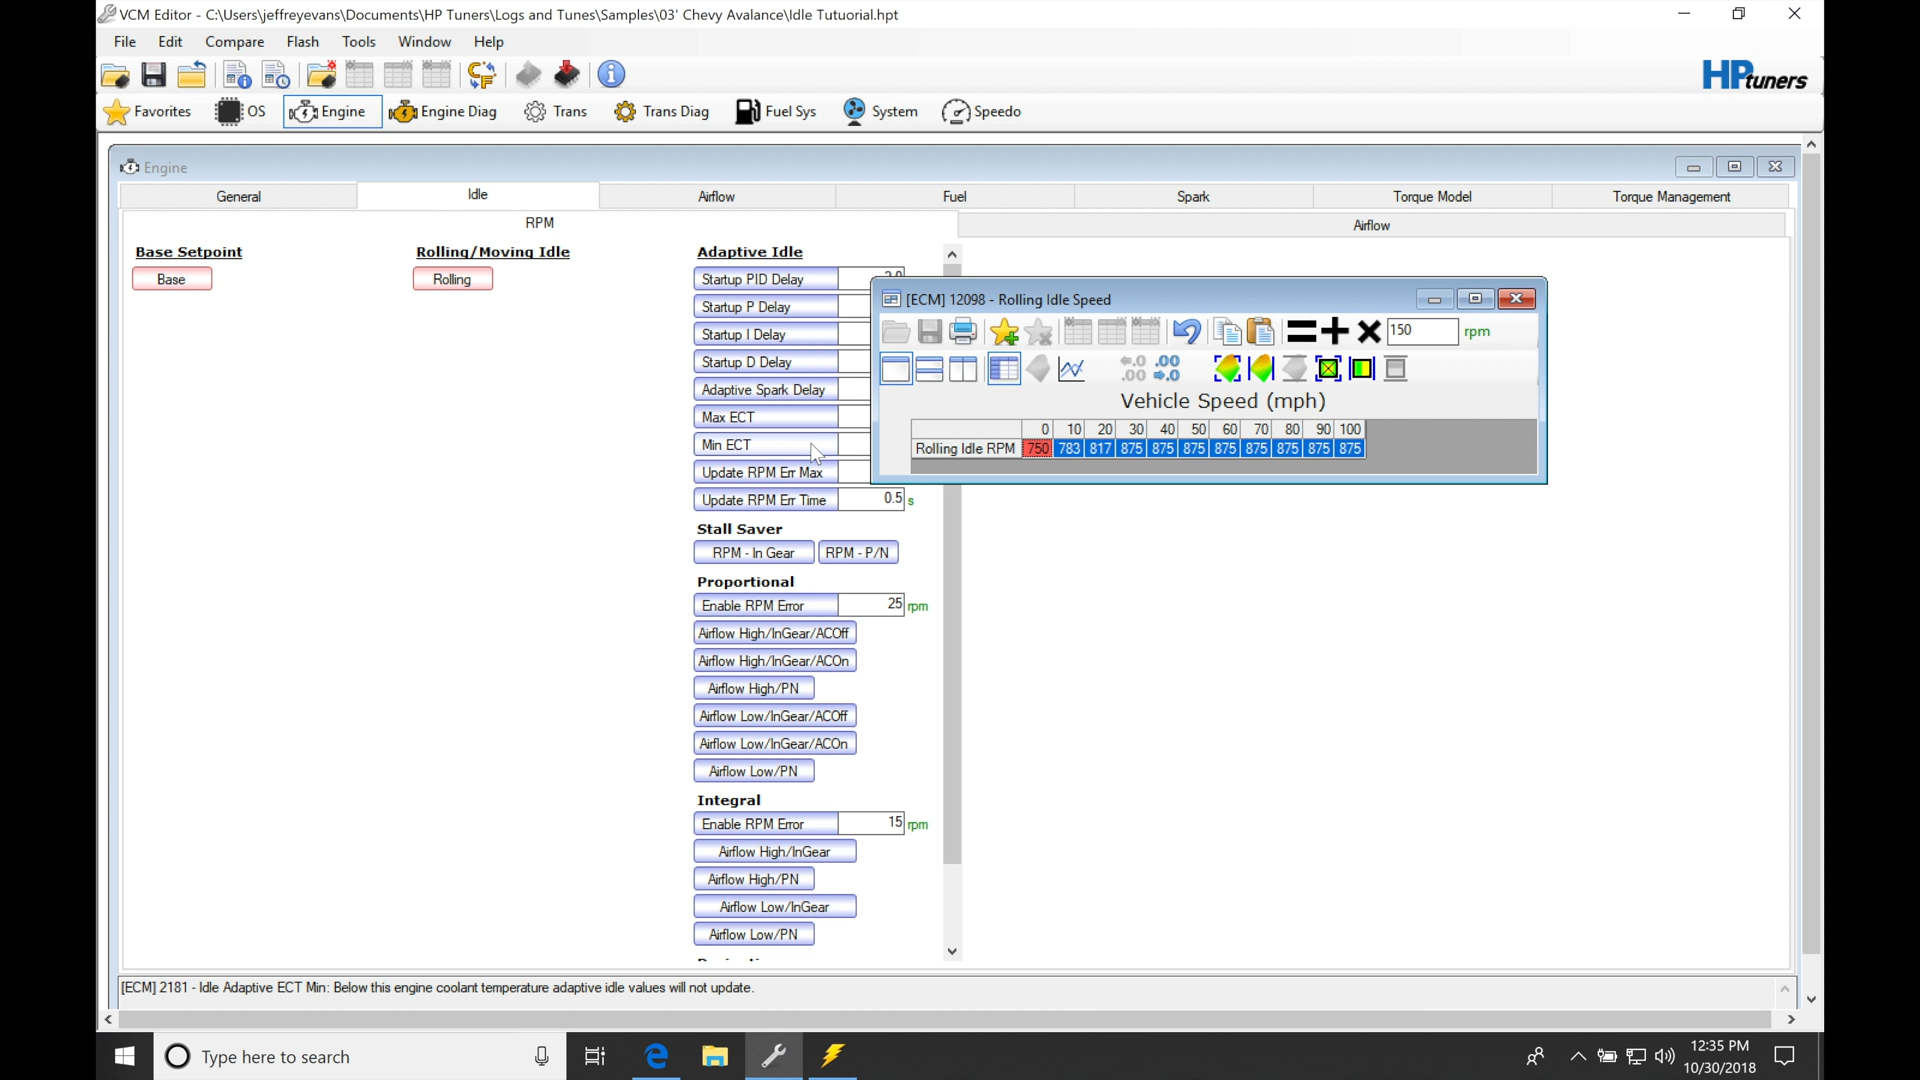 VCM Editor - C:\Users\jeffreyevans\Documents\HP Tuners\Logs and Tunes\Samples\03' Chevy Avalance\Idle Tutuorial.hpt
File Edit Compare Flash Tools Window Help
HPtuners
Favorites OS Engine Engine Diag Trans Trans Diag Fuel Sys System Speedo
Engine
General Idle Airflow Fuel Spark Torque Model Torque Management
RPM Airflow
Base Setpoint
Base
Rolling/Moving Idle
Rolling
Adaptive Idle
Startup PID Delay
Startup P Delay
Startup I Delay
Startup D Delay
Adaptive Spark Delay
Max ECT
Min ECT
Update RPM Err Max
Update RPM Err Time 0.5 s
Stall Saver
RPM - In Gear RPM - P/N
Proportional
Enable RPM Error 25 rpm
Airflow High/InGear/ACOff
Airflow High/InGear/ACOn
Airflow High/PN
Airflow Low/InGear/ACOff
Airflow Low/InGear/ACOn
Airflow Low/PN
Integral
Enable RPM Error 15 rpm
Airflow High/InGear
Airflow High/PN
Airflow Low/InGear
Airflow Low/PN
[ECM] 12098 - Rolling Idle Speed
150 rpm
Vehicle Speed (mph)
0 10 20 30 40 50 60 70 80 90 100
Rolling Idle RPM 750 783 817 875 875 875 875 875 875 875 875
[ECM] 2181 - Idle Adaptive ECT Min: Below this engine coolant temperature adaptive idle values will not update.
Type here to search
12:35 PM
10/30/2018